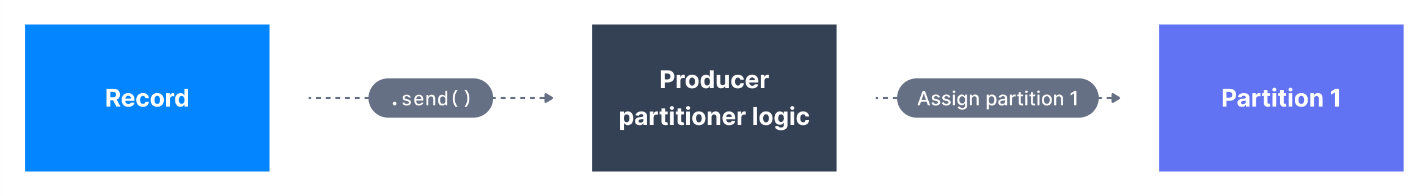 Record
.send()
Producer
partitioner logic
Assign partition 1
Partition 1